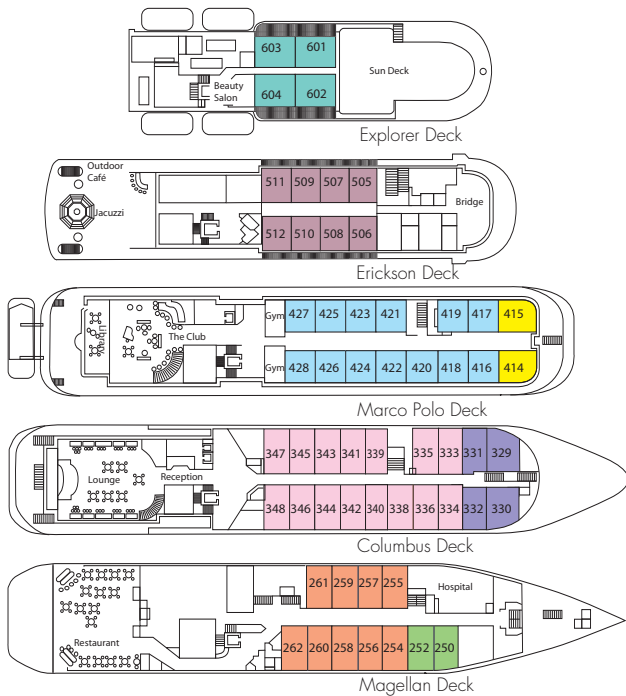 603 601
Sun Deck
Beauty
Salon
604 602
Explorer Deck
Outdoor
Café
511 509 507 505
Bridge
Jacuzzi
512 510 508 506
Erickson Deck
Gym 427 425 423 421 419 417 415
Library
The Club
Gym 428 426 424 422 420 418 416 414
Marco Polo Deck
347 345 343 341 339 335 333 331 329
Lounge
Reception
348 346 344 342 340 338 336 334 332 330
Columbus Deck
261 259 257 255
Hospital
Restaurant
262 260 258 256 254 252 250
Magellan Deck